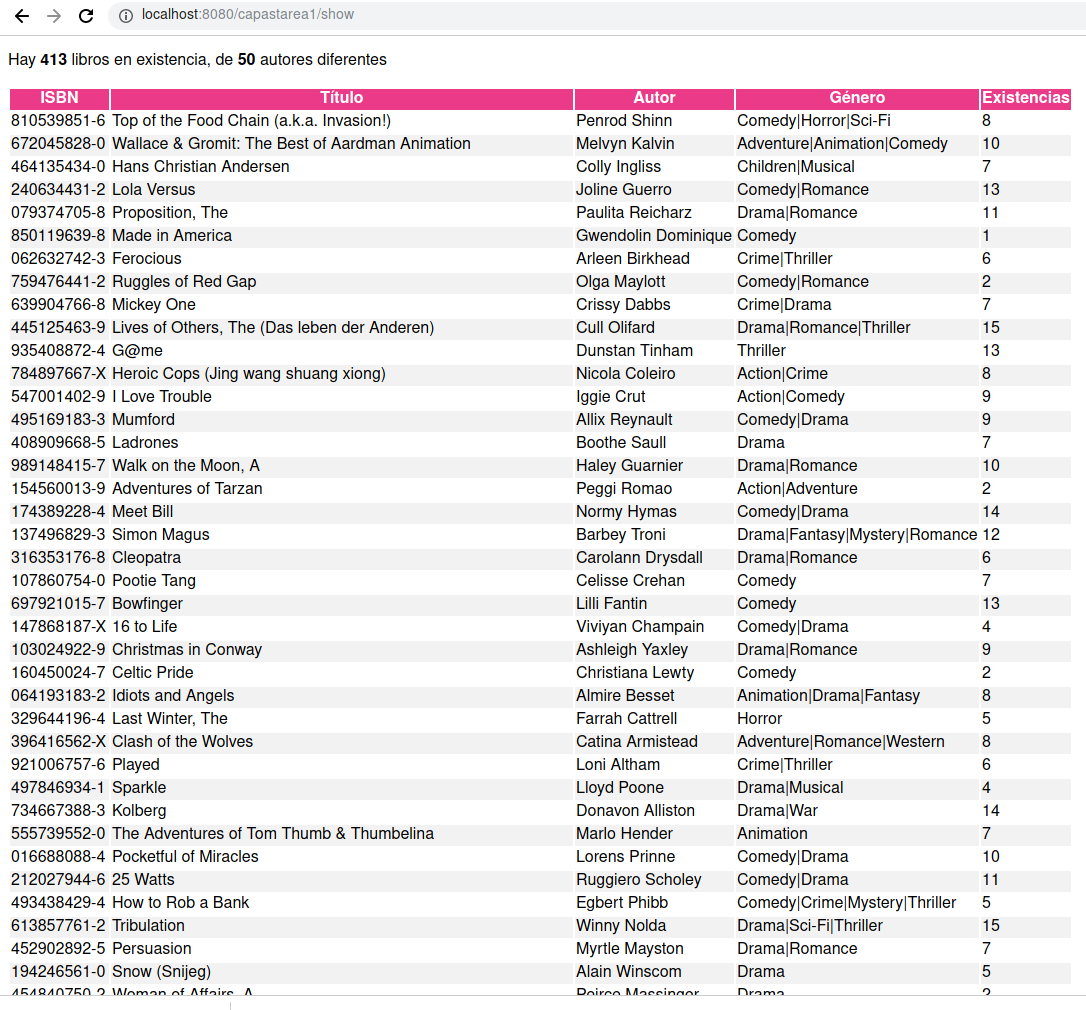 localhost:8080/capastarea1/show
Hay 413 libros en existencia, de 50 autores diferentes
ISBN Título Autor Género Existencias
810539851-6 Top of the Food Chain (a.k.a. Invasion!) Penrod Shinn Comedy|Horror|Sci-Fi 8
672045828-0 Wallace & Gromit: The Best of Aardman Animation Melvyn Kalvin Adventure|Animation|Comedy 10
464135434-0 Hans Christian Andersen Colly Ingliss Children|Musical 7
240634431-2 Lola Versus Joline Guerro Comedy|Romance 13
079374705-8 Proposition, The Paulita Reicharz Drama|Romance 11
850119639-8 Made in America Gwendolin Dominique Comedy 1
062632742-3 Ferocious Arleen Birkhead Crime|Thriller 6
759476441-2 Ruggles of Red Gap Olga Maylott Comedy|Romance 2
639904766-8 Mickey One Crissy Dabbs Crime|Drama 7
445125463-9 Lives of Others, The (Das leben der Anderen) Cull Olifard Drama|Romance|Thriller 15
935408872-4 G@me Dunstan Tinham Thriller 13
784897667-X Heroic Cops (Jing wang shuang xiong) Nicola Coleiro Action|Crime 8
547001402-9 I Love Trouble Iggie Crut Action|Comedy 9
495169183-3 Mumford Allix Reynault Comedy|Drama 9
408909668-5 Ladrones Boothe Saull Drama 7
989148415-7 Walk on the Moon, A Haley Guarnier Drama|Romance 10
154560013-9 Adventures of Tarzan Peggi Romao Action|Adventure 2
174389228-4 Meet Bill Normy Hymas Comedy|Drama 14
137496829-3 Simon Magus Barbey Troni Drama|Fantasy|Mystery|Romance 12
316353176-8 Cleopatra Carolann Drysdall Drama|Romance 6
107860754-0 Pootie Tang Celisse Crehan Comedy 7
697921015-7 Bowfinger Lilli Fantin Comedy 13
147868187-X 16 to Life Viviyan Champain Comedy|Drama 4
103024922-9 Christmas in Conway Ashleigh Yaxley Drama|Romance 9
160450024-7 Celtic Pride Christiana Lewty Comedy 2
064193183-2 Idiots and Angels Almire Besset Animation|Drama|Fantasy 8
329644196-4 Last Winter, The Farrah Cattrell Horror 5
396416562-X Clash of the Wolves Catina Armistead Adventure|Romance|Western 8
921006757-6 Played Loni Altham Crime|Thriller 6
497846934-1 Sparkle Lloyd Poone Drama|Musical 4
734667388-3 Kolberg Donavon Alliston Drama|War 14
555739552-0 The Adventures of Tom Thumb & Thumbelina Marlo Hender Animation 7
016688088-4 Pocketful of Miracles Lorens Prinne Comedy|Drama 10
212027944-6 25 Watts Ruggiero Scholey Comedy|Drama 11
493438429-4 How to Rob a Bank Egbert Phibb Comedy|Crime|Mystery|Thriller 5
613857761-2 Tribulation Winny Nolda Drama|Sci-Fi|Thriller 15
452902892-5 Persuasion Myrtle Mayston Drama|Romance 7
194246561-0 Snow (Snijeg) Alain Winscom Drama 5
Woman of Affairs, A Massinger Drama